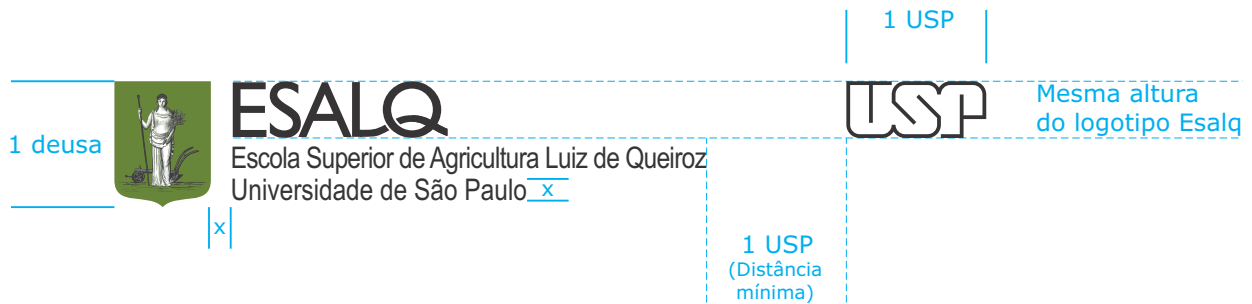 1 USP
1 deusa
ESALQ
Escola Superior de Agricultura Luiz de Queiroz
Universidade de São Paulo
x
x
USP
Mesma altura
do logotipo Esalq
1 USP
(Distância
mínima)